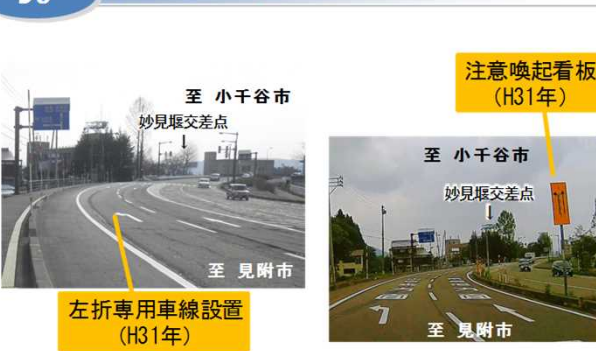 注意喚起看板
(H31年)
至 小千谷市
妙見堰交差点
↓
至 見附市
左折専用車線設置
(H31年)
至 小千谷市
妙見堰交差点
↓
至 見附市